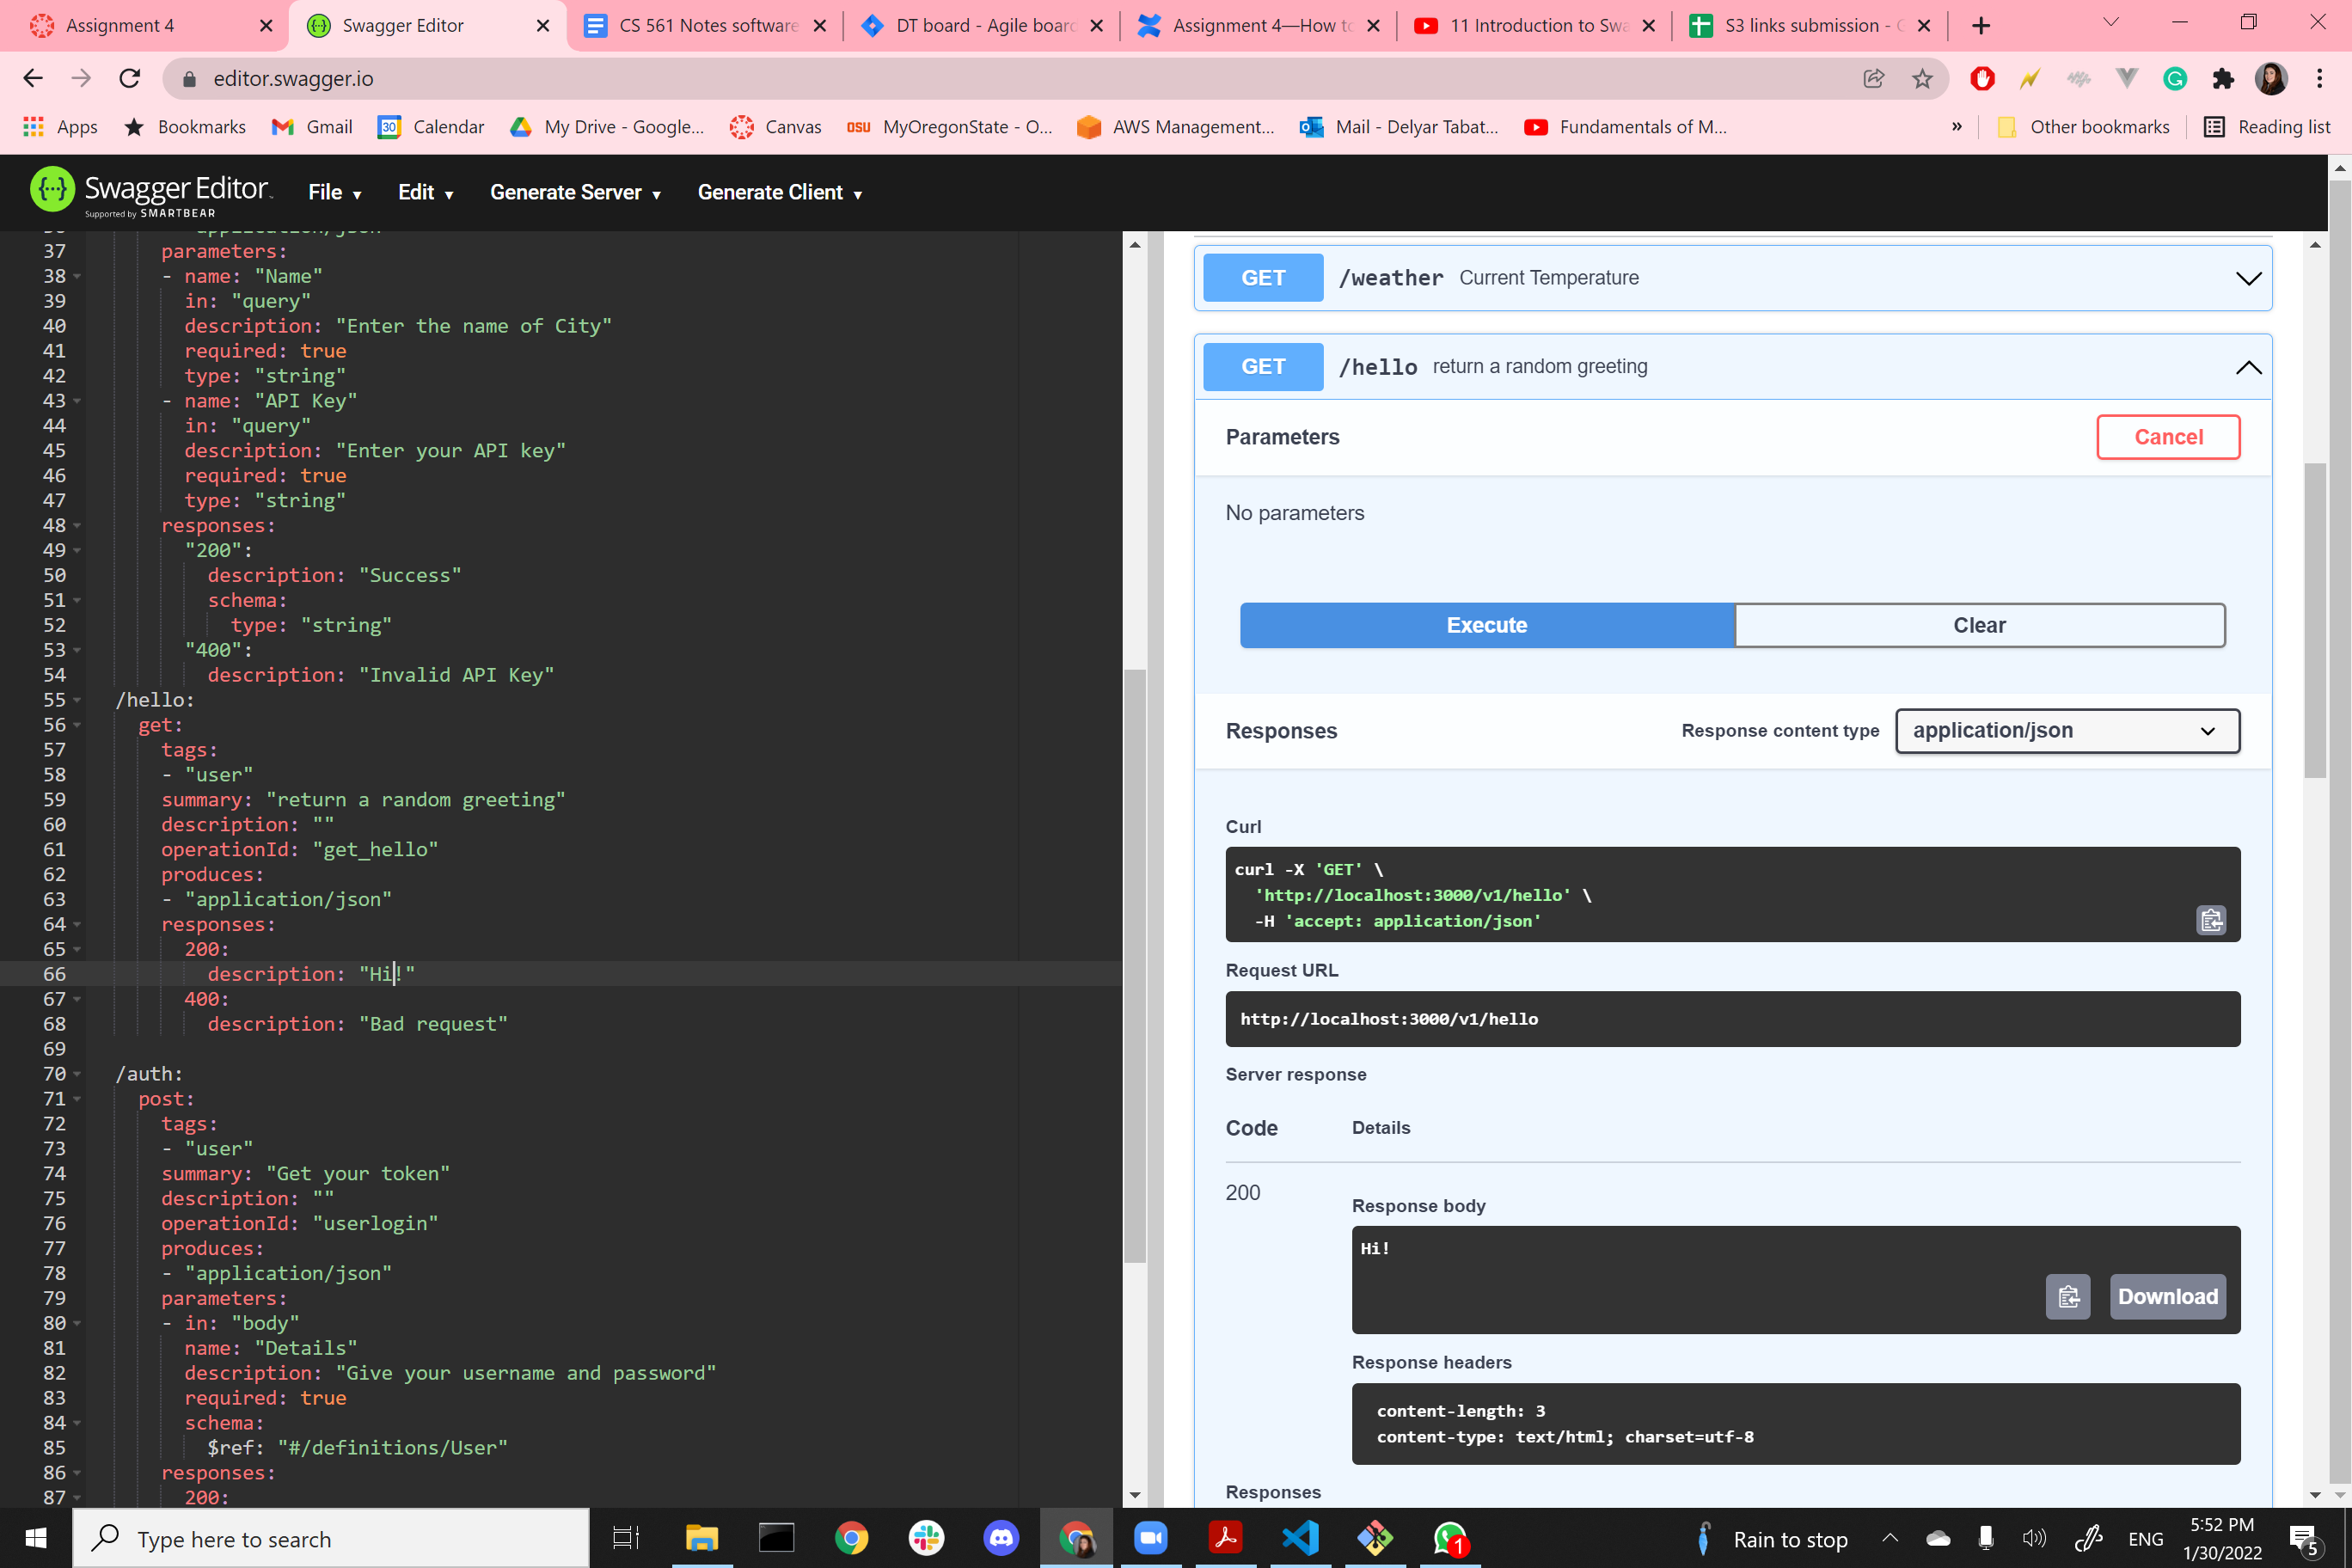 Assignment 4
Swagger Editor
CS 561 Notes software
DT board - Agile board
Assignment 4—How to
11 Introduction to Swa
S3 links submission - G
editor.swagger.io
Apps
Bookmarks
Gmail
30
Calendar
My Drive - Google...
Canvas
OSU
MyOregonState - O...
AWS Management...
Mail - Delyar Tabat...
Fundamentals of M...
»
Other bookmarks
Reading list
Swagger Editor
Supported by SMARTBEAR
File
Edit
Generate Server
Generate Client
37 parameters:
38 - name: "Name"
39 in: "query"
40 description: "Enter the name of City"
41 required: true
42 type: "string"
43 - name: "API Key"
44 in: "query"
45 description: "Enter your API key"
46 required: true
47 type: "string"
48 responses:
49 "200":
50 description: "Success"
51 schema:
52 type: "string"
53 "400":
54 description: "Invalid API Key"
55 /hello:
56 get:
57 tags:
58 - "user"
59 summary: "return a random greeting"
60 description: ""
61 operationId: "get_hello"
62 produces:
63 - "application/json"
64 responses:
65 200:
66 description: "Hi!"
67 400:
68 description: "Bad request"
69
70 /auth:
71 post:
72 tags:
73 - "user"
74 summary: "Get your token"
75 description: ""
76 operationId: "userlogin"
77 produces:
78 - "application/json"
79 parameters:
80 - in: "body"
81 name: "Details"
82 description: "Give your username and password"
83 required: true
84 schema:
85 $ref: "#/definitions/User"
86 responses:
87 200:
GET /weather Current Temperature
GET /hello return a random greeting
Parameters
Cancel
No parameters
Execute
Clear
Responses
Response content type
application/json
Curl
curl -X 'GET' \
'http://localhost:3000/v1/hello' \
-H 'accept: application/json'
Request URL
http://localhost:3000/v1/hello
Server response
Code Details
200
Response body
Hi!
Download
Response headers
content-length: 3
content-type: text/html; charset=utf-8
Responses
Type here to search
1
Rain to stop
ENG
5:52 PM
1/30/2022
5